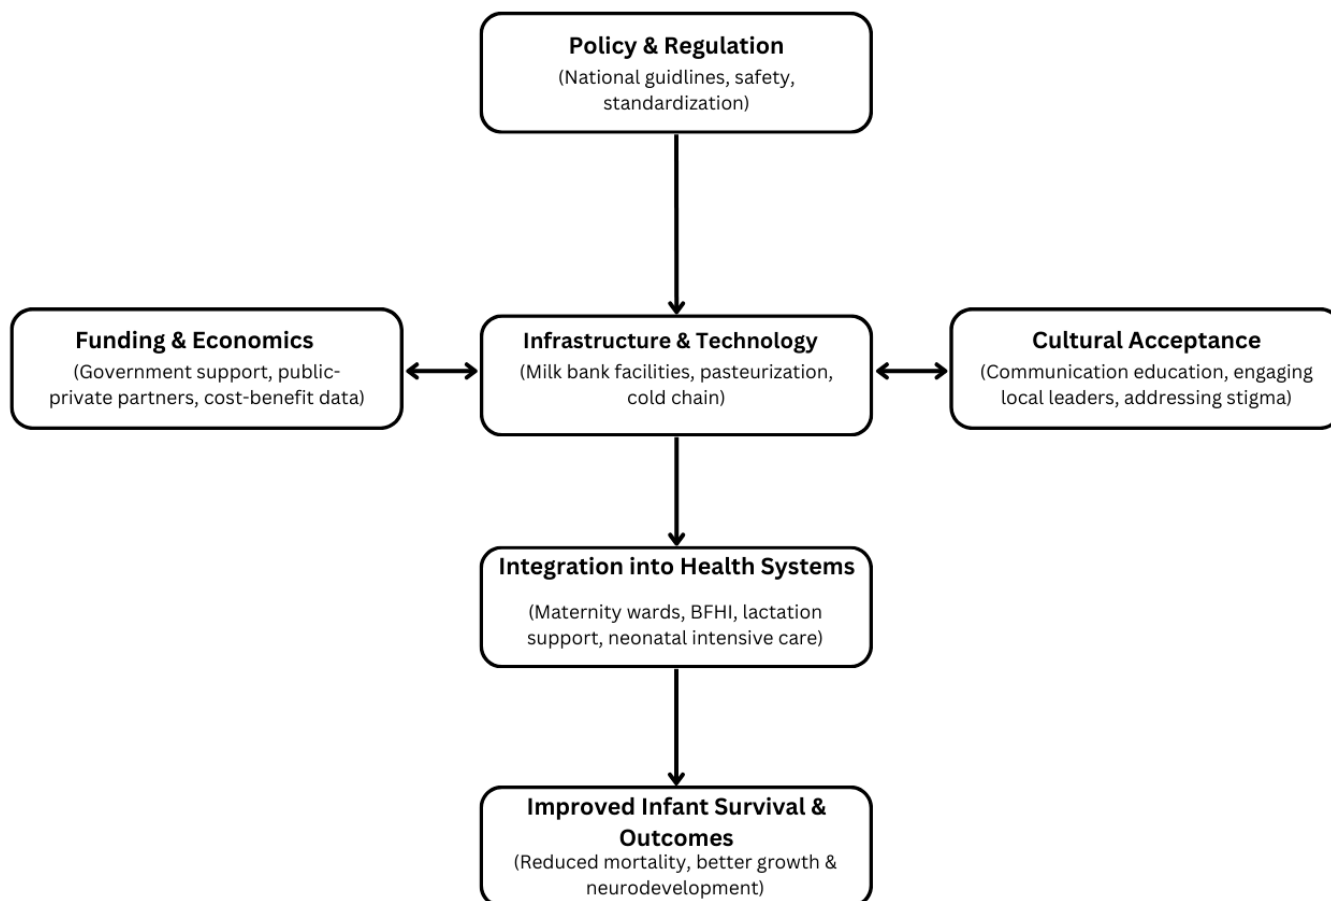 Policy & Regulation
(National guidlines, safety,
standardization)
Funding & Economics
(Government support, public-
private partners, cost-benefit data)
Infrastructure & Technology
(Milk bank facilities, pasteurization,
cold chain)
Cultural Acceptance
(Communication education, engaging
local leaders, addressing stigma)
Integration into Health Systems
(Maternity wards, BFHI, lactation
support, neonatal intensive care)
Improved Infant Survival &
Outcomes
(Reduced mortality, better growth &
neurodevelopment)